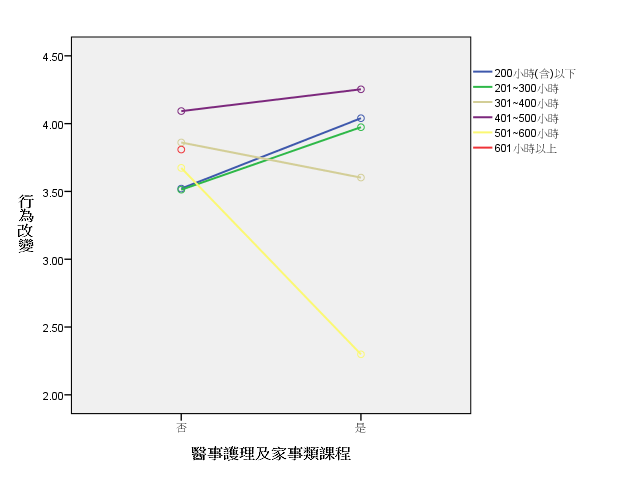 4.50
4.00
3.50
3.00
2.50
2.00
行為改變
否
是
醫事護理及家事類課程
200小時(含)以下
201~300小時
301~400小時
401~500小時
501~600小時
601小時以上